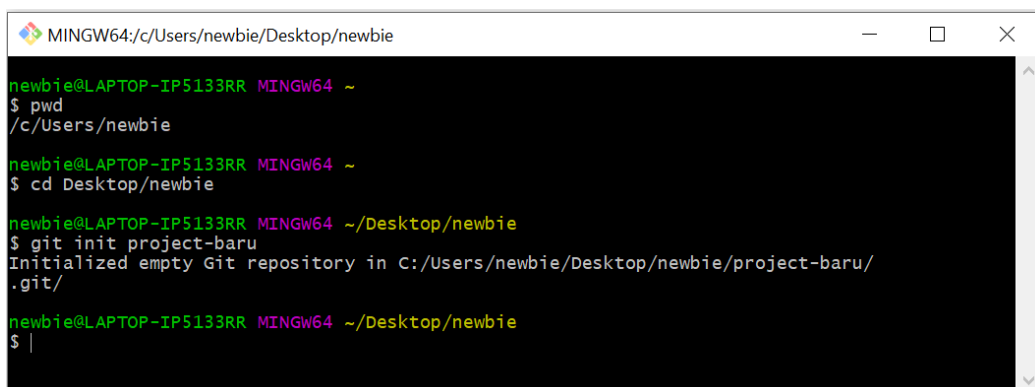 MINGW64:/c/Users/newbie/Desktop/newbie
newbie@LAPTOP-IP5133RR MINGW64 ~
$ pwd
/c/Users/newbie
newbie@LAPTOP-IP5133RR MINGW64 ~
$ cd Desktop/newbie
newbie@LAPTOP-IP5133RR MINGW64 ~/Desktop/newbie
$ git init project-baru
Initialized empty Git repository in C:/Users/newbie/Desktop/newbie/project-baru/
.git/
newbie@LAPTOP-IP5133RR MINGW64 ~/Desktop/newbie
$